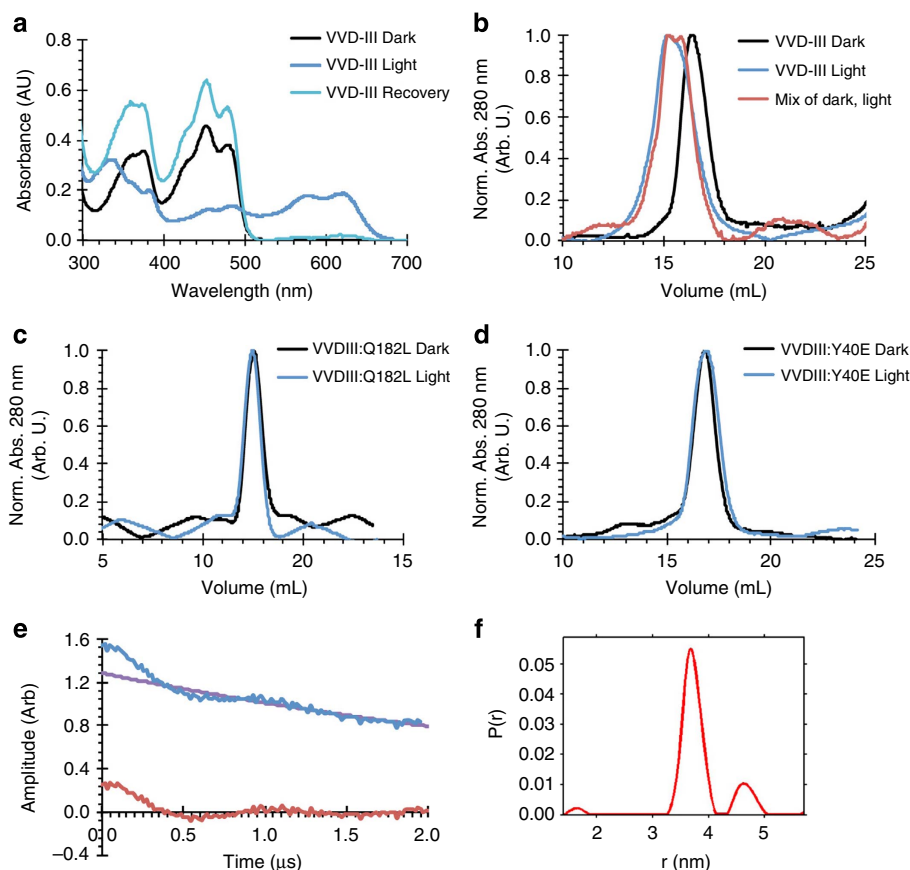 a
0.8
0.6
0.4
0.2
0.0
300 400 500 600 700
Absorbance (AU)
Wavelength (nm)
VVD-III Dark
VVD-III Light
VVD-III Recovery
b
1.0
0.8
0.6
0.4
0.2
0.0
10 15 20 25
Norm. Abs. 280 nm
(Arb. U.)
Volume (mL)
VVD-III Dark
VVD-III Light
Mix of dark, light
c
1.0
0.8
0.6
0.4
0.2
0
5 10 20 15
Norm. Abs. 280 nm
(Arb. U.)
Volume (mL)
VVDIII:Q182L Dark
VVDIII:Q182L Light
d
1.0
0.8
0.6
0.4
0.2
0
10 15 20 25
Norm. Abs. 280 nm
(Arb. U.)
Volume (mL)
VVDIII:Y40E Dark
VVDIII:Y40E Light
e
1.6
1.2
0.8
0.4
0.0
–0.4
0.0 0.5 1.0 1.5 2.0
Amplitude (Arb)
Time (μs)
f
0.05
0.04
0.03
0.02
0.01
0.00
2 3 4 5
P(r)
r (nm)